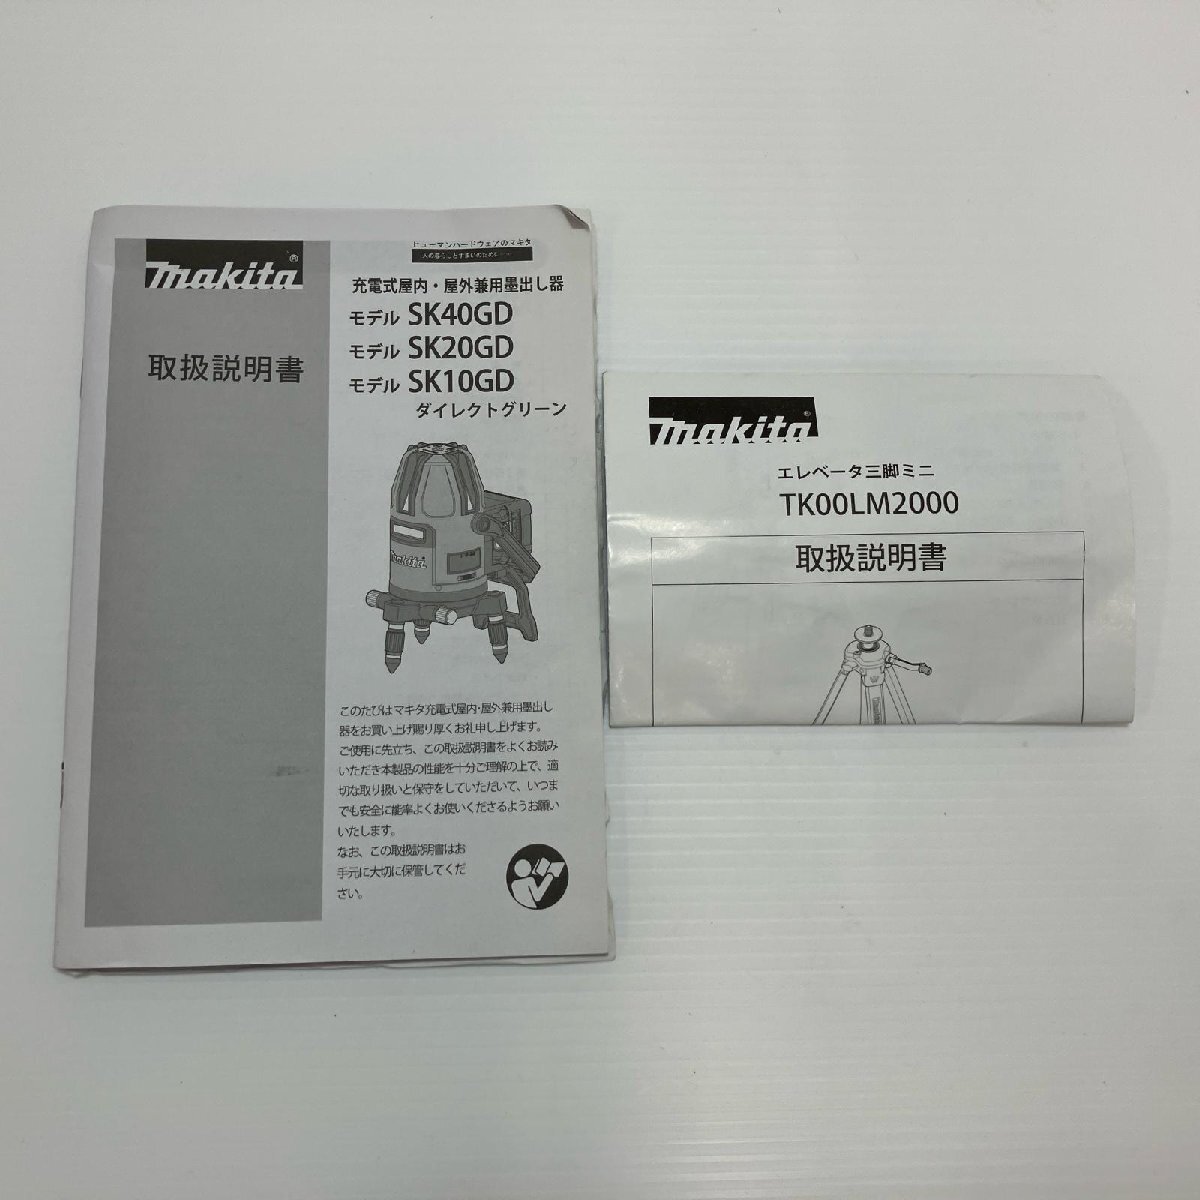 makita®
ヒューマンハードウェアのマキタ
取扱説明書
充電式屋内・屋外兼用墨出し器
モデル SK40GD
モデル SK20GD
モデル SK10GD
ダイレクトグリーン
makita
このたびはマキタ充電式屋内・屋外兼用墨出し
器をお買い上げ賜り厚くお礼申し上げます。
ご使用に先立ち、この取扱説明書をよくお読み
いただき本製品の性能を十分ご理解の上で、適
切な取り扱いと保守をしていただいて、いつま
でも安全に能率よくお使いくださるようお願い
いたします。
なお、この取扱説明書はお
手元に大切に保管してくだ
さい。
makita®
エレベータ三脚ミニ
TK00LM2000
取扱説明書